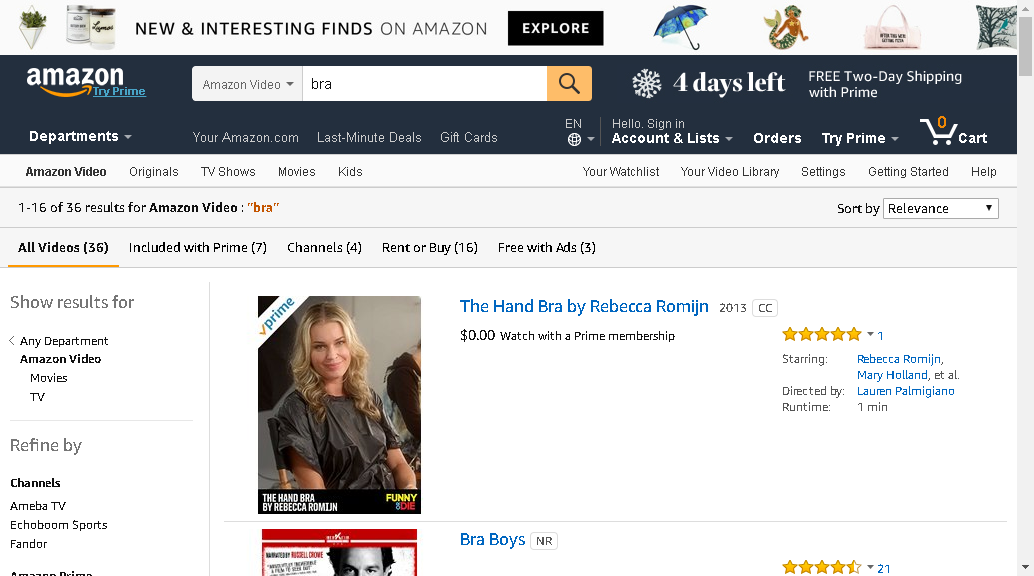 NEW & INTERESTING FINDS ON AMAZON EXPLORE
amazon Try Prime
Amazon Video bra
4 days left
FREE Two-Day Shipping
with Prime
Departments Your Amazon.com Last-Minute Deals Gift Cards
EN Hello. Sign in
Account & Lists Orders Try Prime 0 Cart
Amazon Video Originals TV Shows Movies Kids Your Watchlist Your Video Library Settings Getting Started Help
1-16 of 36 results for Amazon Video : "bra" Sort by Relevance
All Videos (36) Included with Prime (7) Channels (4) Rent or Buy (16) Free with Ads (3)
Show results for
Any Department
Amazon Video
Movies
TV
Refine by
Channels
Ameba TV
Echoboom Sports
Fandor
Amazon Prime
prime
THE HAND BRA
BY REBECCA ROMIJN
FUNNY
OR DIE
The Hand Bra by Rebecca Romijn 2013 CC
$0.00 Watch with a Prime membership
1
Starring: Rebecca Romijn,
Mary Holland, et al.
Directed by: Lauren Palmigiano
Runtime: 1 min
Bra Boys NR
21
NARRATED BY RUSSELL CROWE